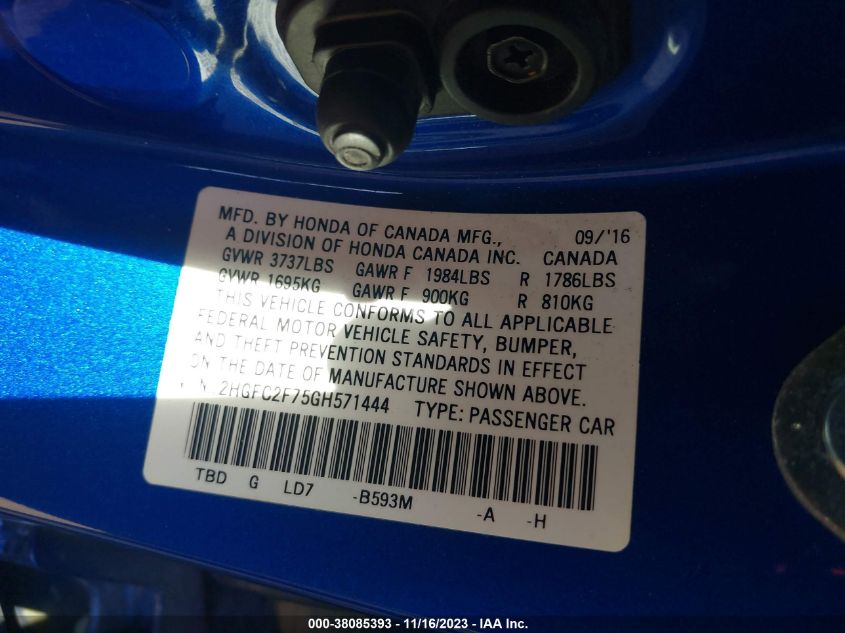 MFD. BY HONDA OF CANADA MFG., 09/'16
A DIVISION OF HONDA CANADA INC. CANADA
GVWR 3737LBS GAWR F 1984LBS R 1786LBS
GVWR 1695KG GAWR F 900KG R 810KG
THIS VEHICLE CONFORMS TO ALL APPLICABLE
FEDERAL MOTOR VEHICLE SAFETY, BUMPER,
AND THEFT PREVENTION STANDARDS IN EFFECT
ON THE DATE OF MANUFACTURE SHOWN ABOVE.
2HGFC2F75GH571444 TYPE: PASSENGER CAR
TBD G LD7 -B593M -A -H
000-38085393 - 11/16/2023 - IAA Inc.